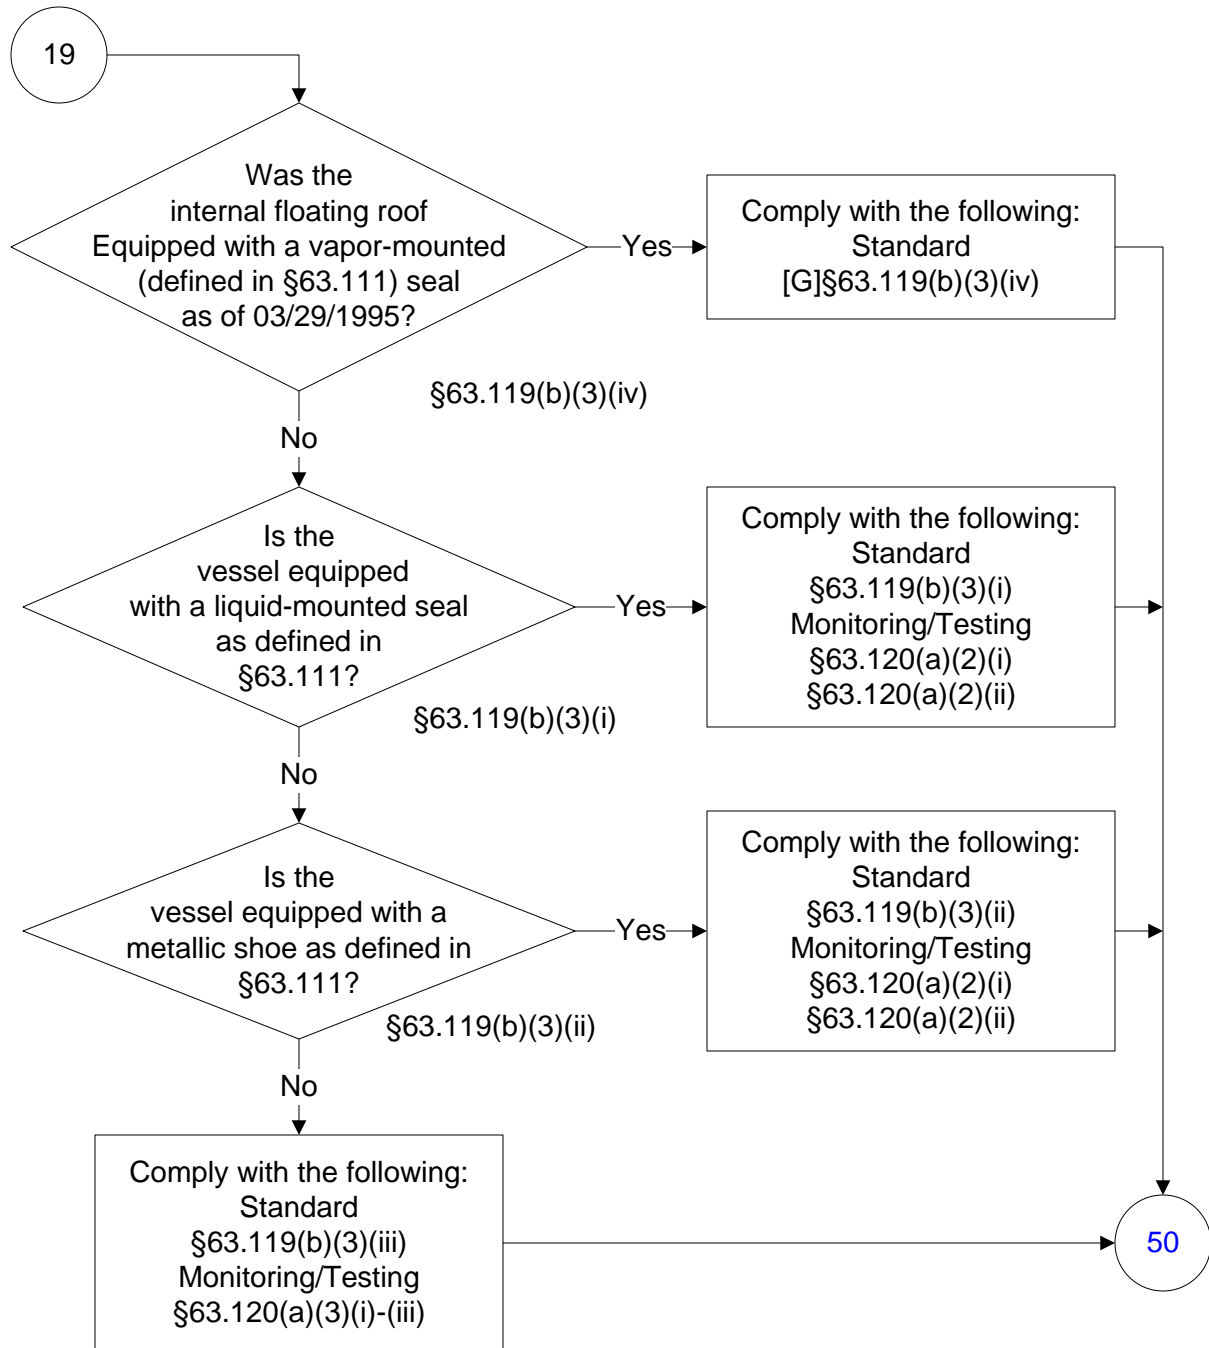 19
Was the
internal floating roof
Equipped with a vapor-mounted
(defined in §63.111) seal
as of 03/29/1995?
Yes
Comply with the following:
Standard
[G]§63.119(b)(3)(iv)
§63.119(b)(3)(iv)
No
Is the
vessel equipped
with a liquid-mounted seal
as defined in
§63.111?
Yes
Comply with the following:
Standard
§63.119(b)(3)(i)
Monitoring/Testing
§63.120(a)(2)(i)
§63.120(a)(2)(ii)
§63.119(b)(3)(i)
No
Is the
vessel equipped with a
metallic shoe as defined in
§63.111?
Yes
Comply with the following:
Standard
§63.119(b)(3)(ii)
Monitoring/Testing
§63.120(a)(2)(i)
§63.120(a)(2)(ii)
§63.119(b)(3)(ii)
No
Comply with the following:
Standard
§63.119(b)(3)(iii)
Monitoring/Testing
§63.120(a)(3)(i)-(iii)
50